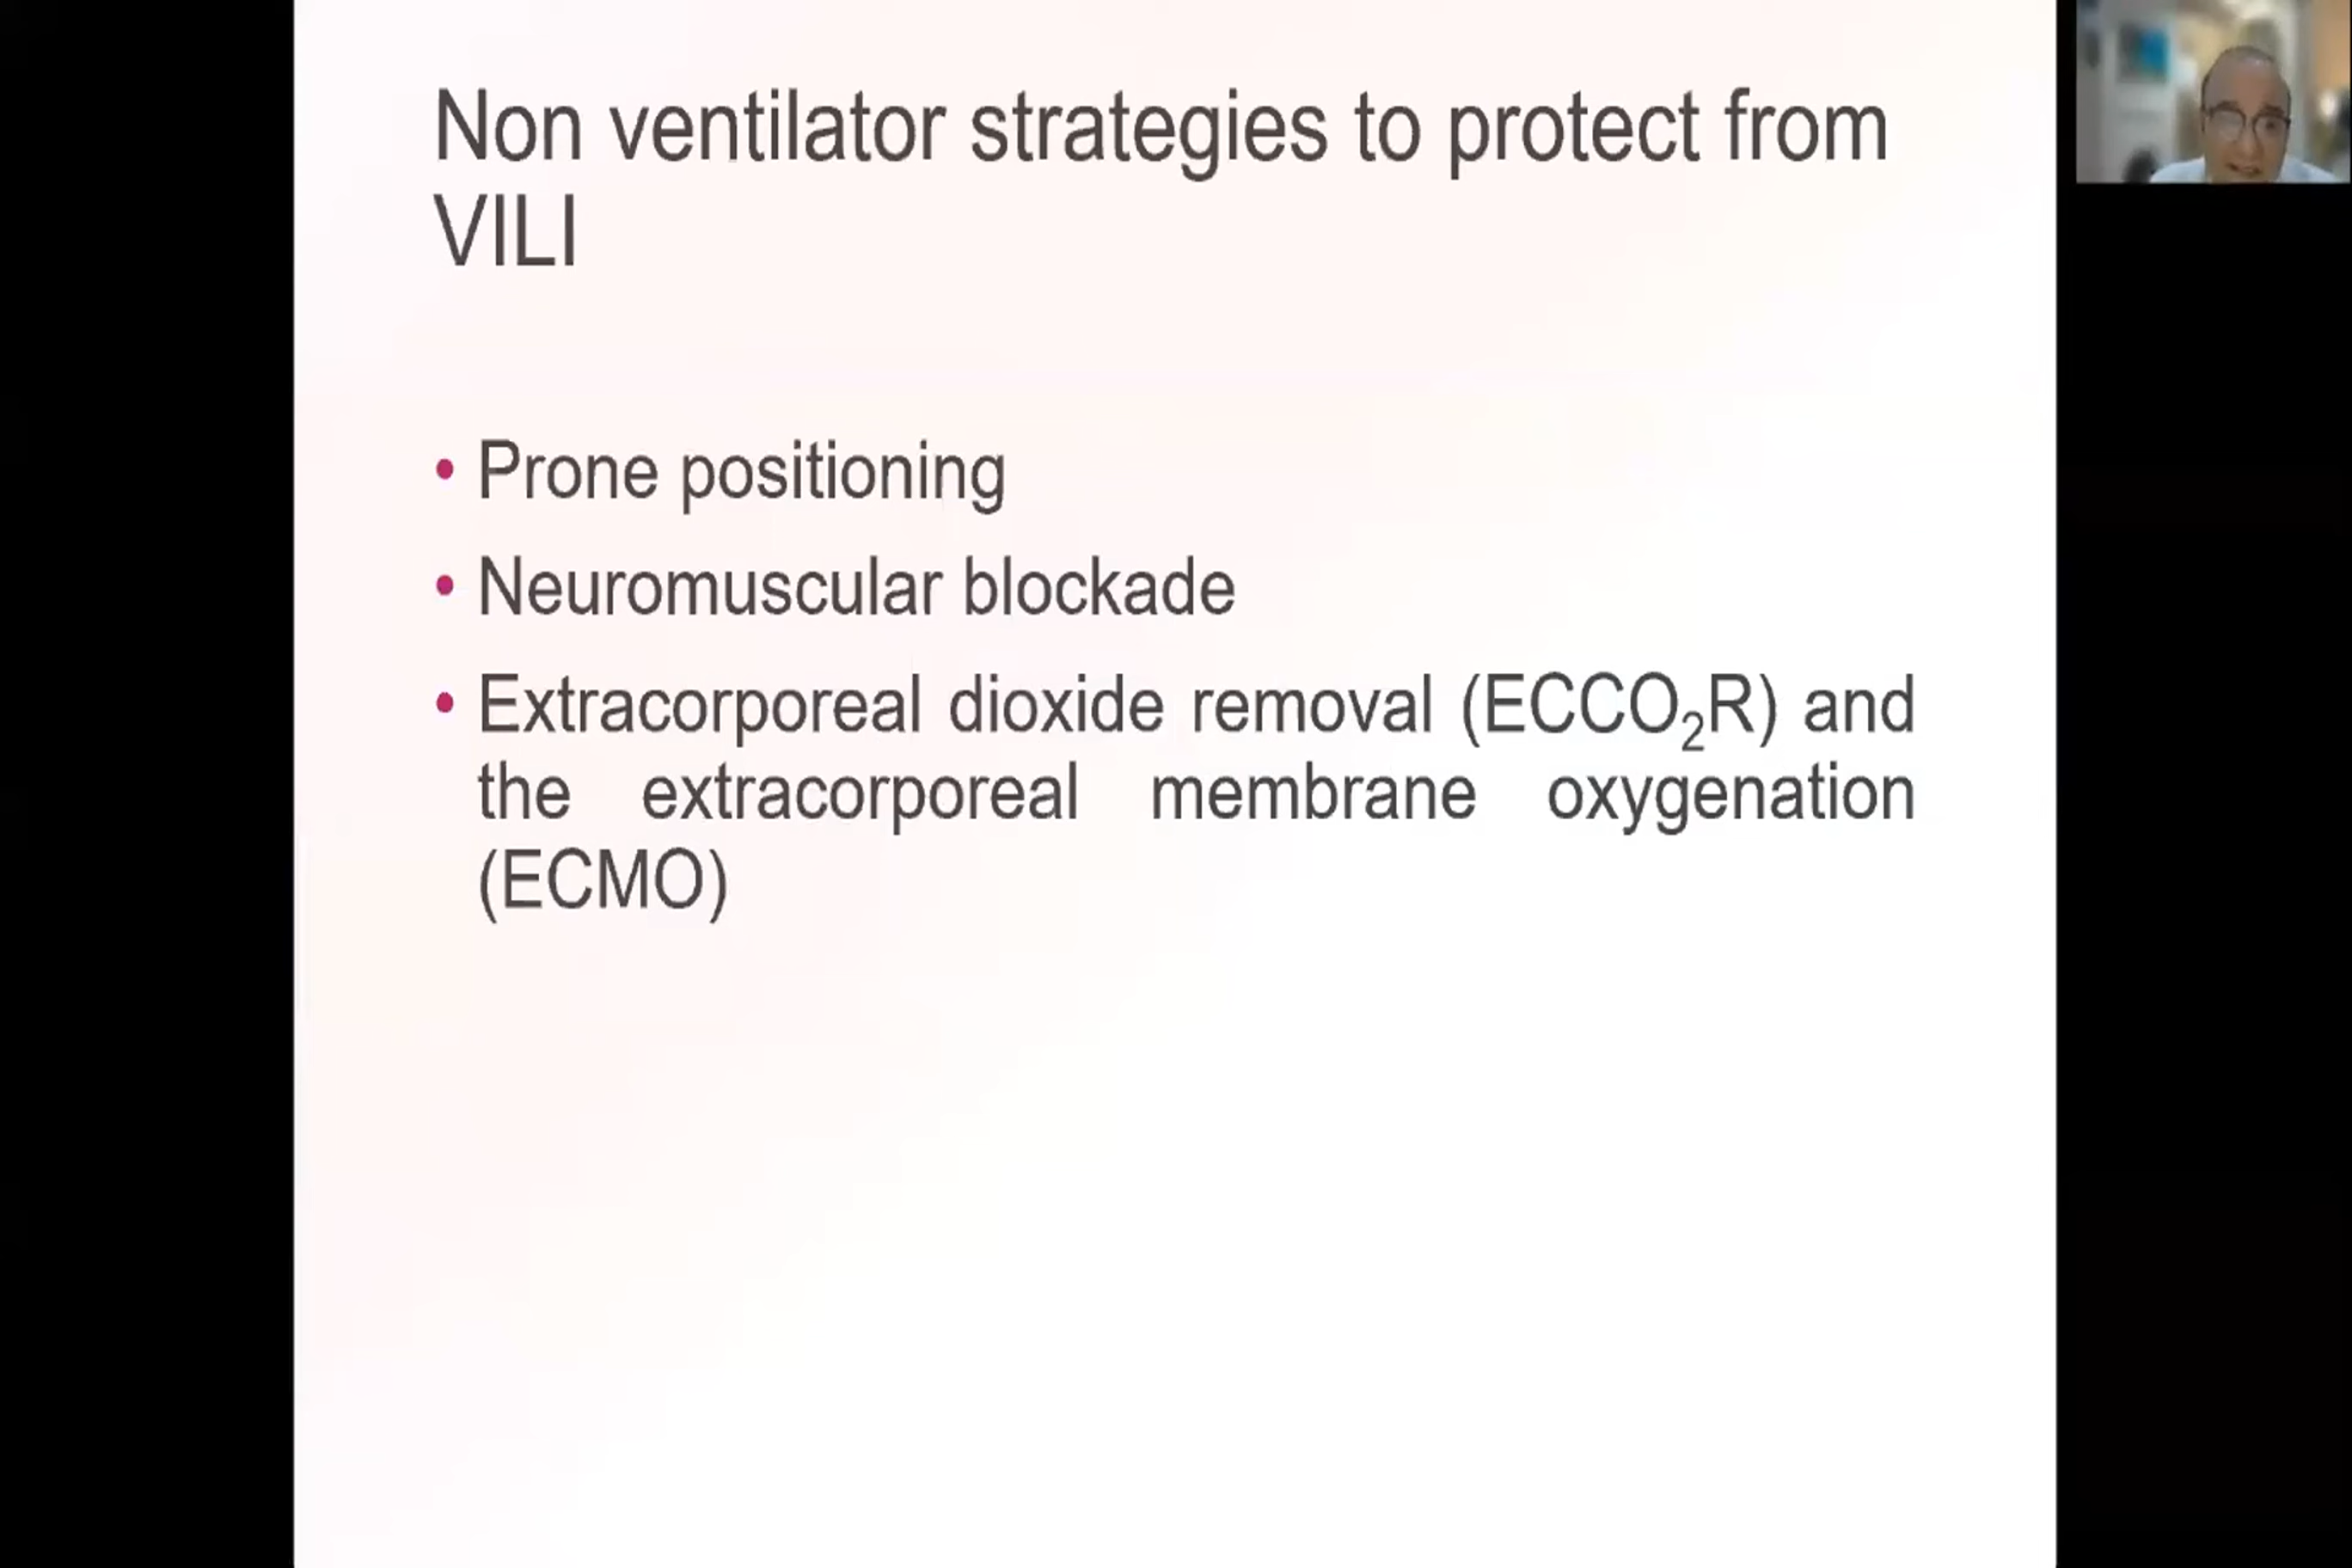 Non ventilator strategies to protect from
VILI
• Prone positioning
• Neuromuscular blockade
• Extracorporeal dioxide removal (ECCO₂R) and
the extracorporeal membrane oxygenation
(ECMO)